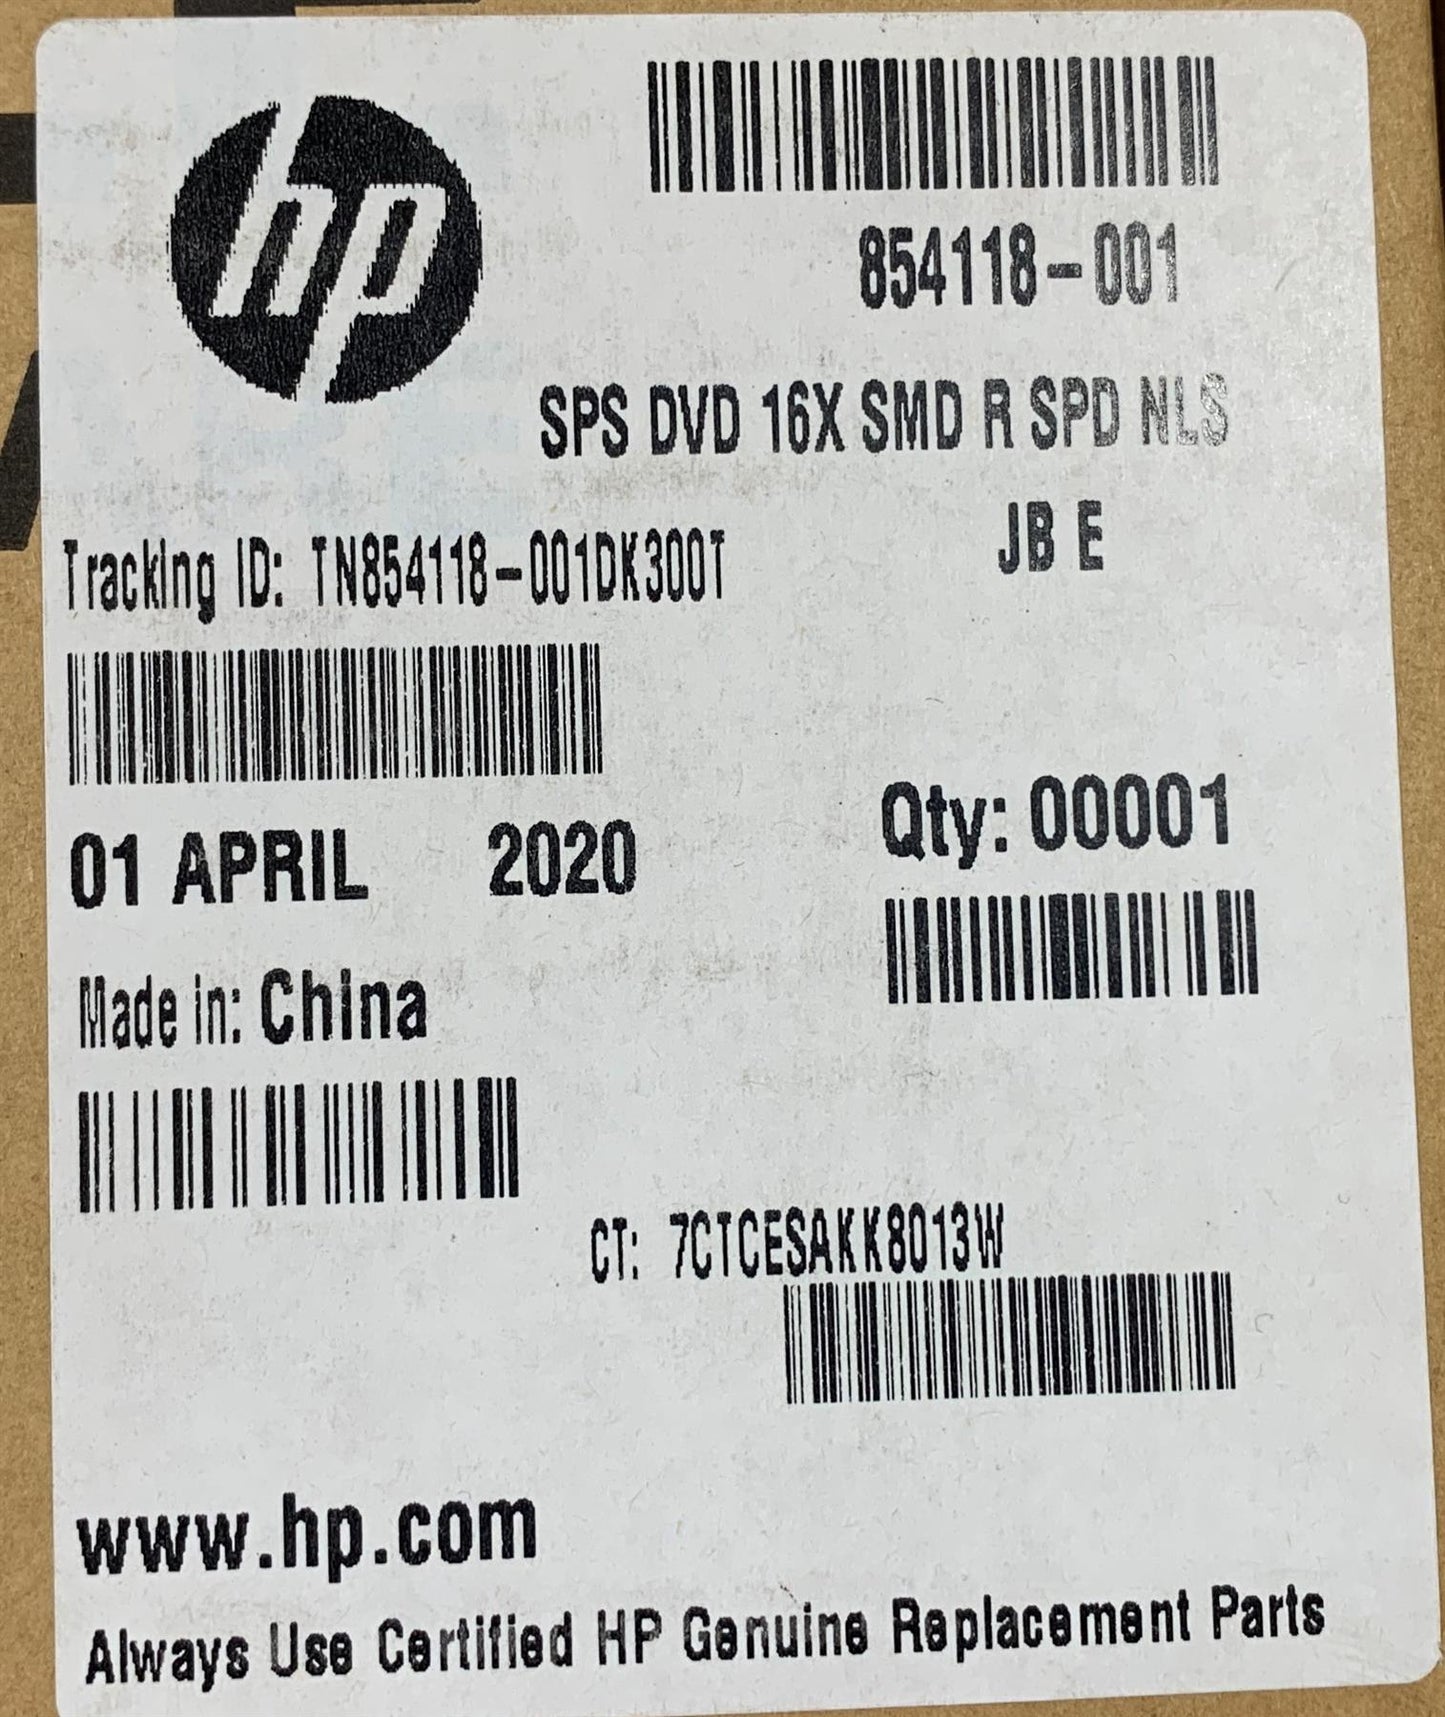 hp
854118-001
SPS DVD 16X SMD R SPD NLS
JB E
Tracking ID: TN854118-001DK300T
01 APRIL 2020
Qty: 00001
Made in: China
CT: 7CTCESAKK8013W
www.hp.com
Always Use Certified HP Genuine Replacement Parts